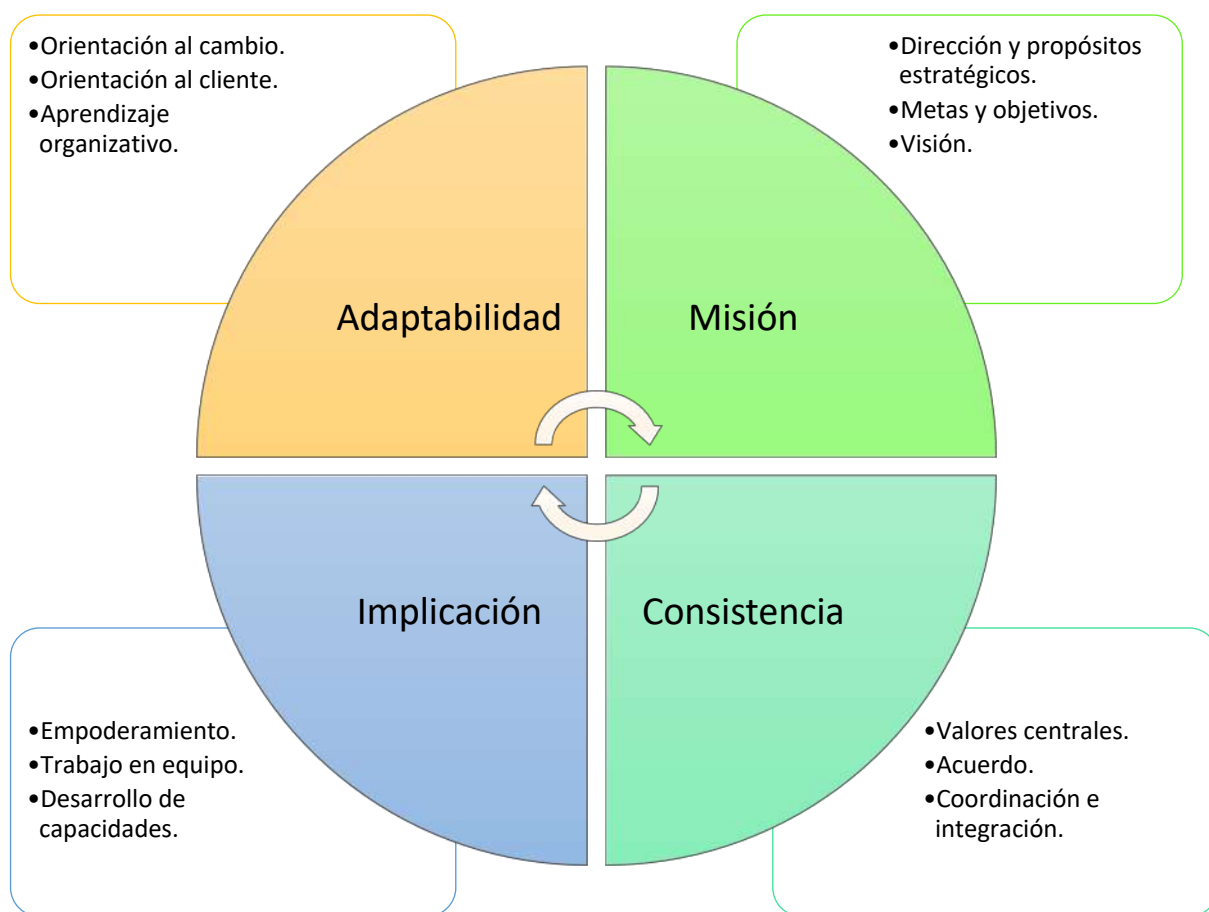 •Orientación al cambio.
•Orientación al cliente.
•Aprendizaje
organizativo.
•Dirección y propósitos
estratégicos.
•Metas y objetivos.
•Visión.
Adaptabilidad
Misión
Implicación
Consistencia
•Empoderamiento.
•Trabajo en equipo.
•Desarrollo de
capacidades.
•Valores centrales.
•Acuerdo.
•Coordinación e
integración.